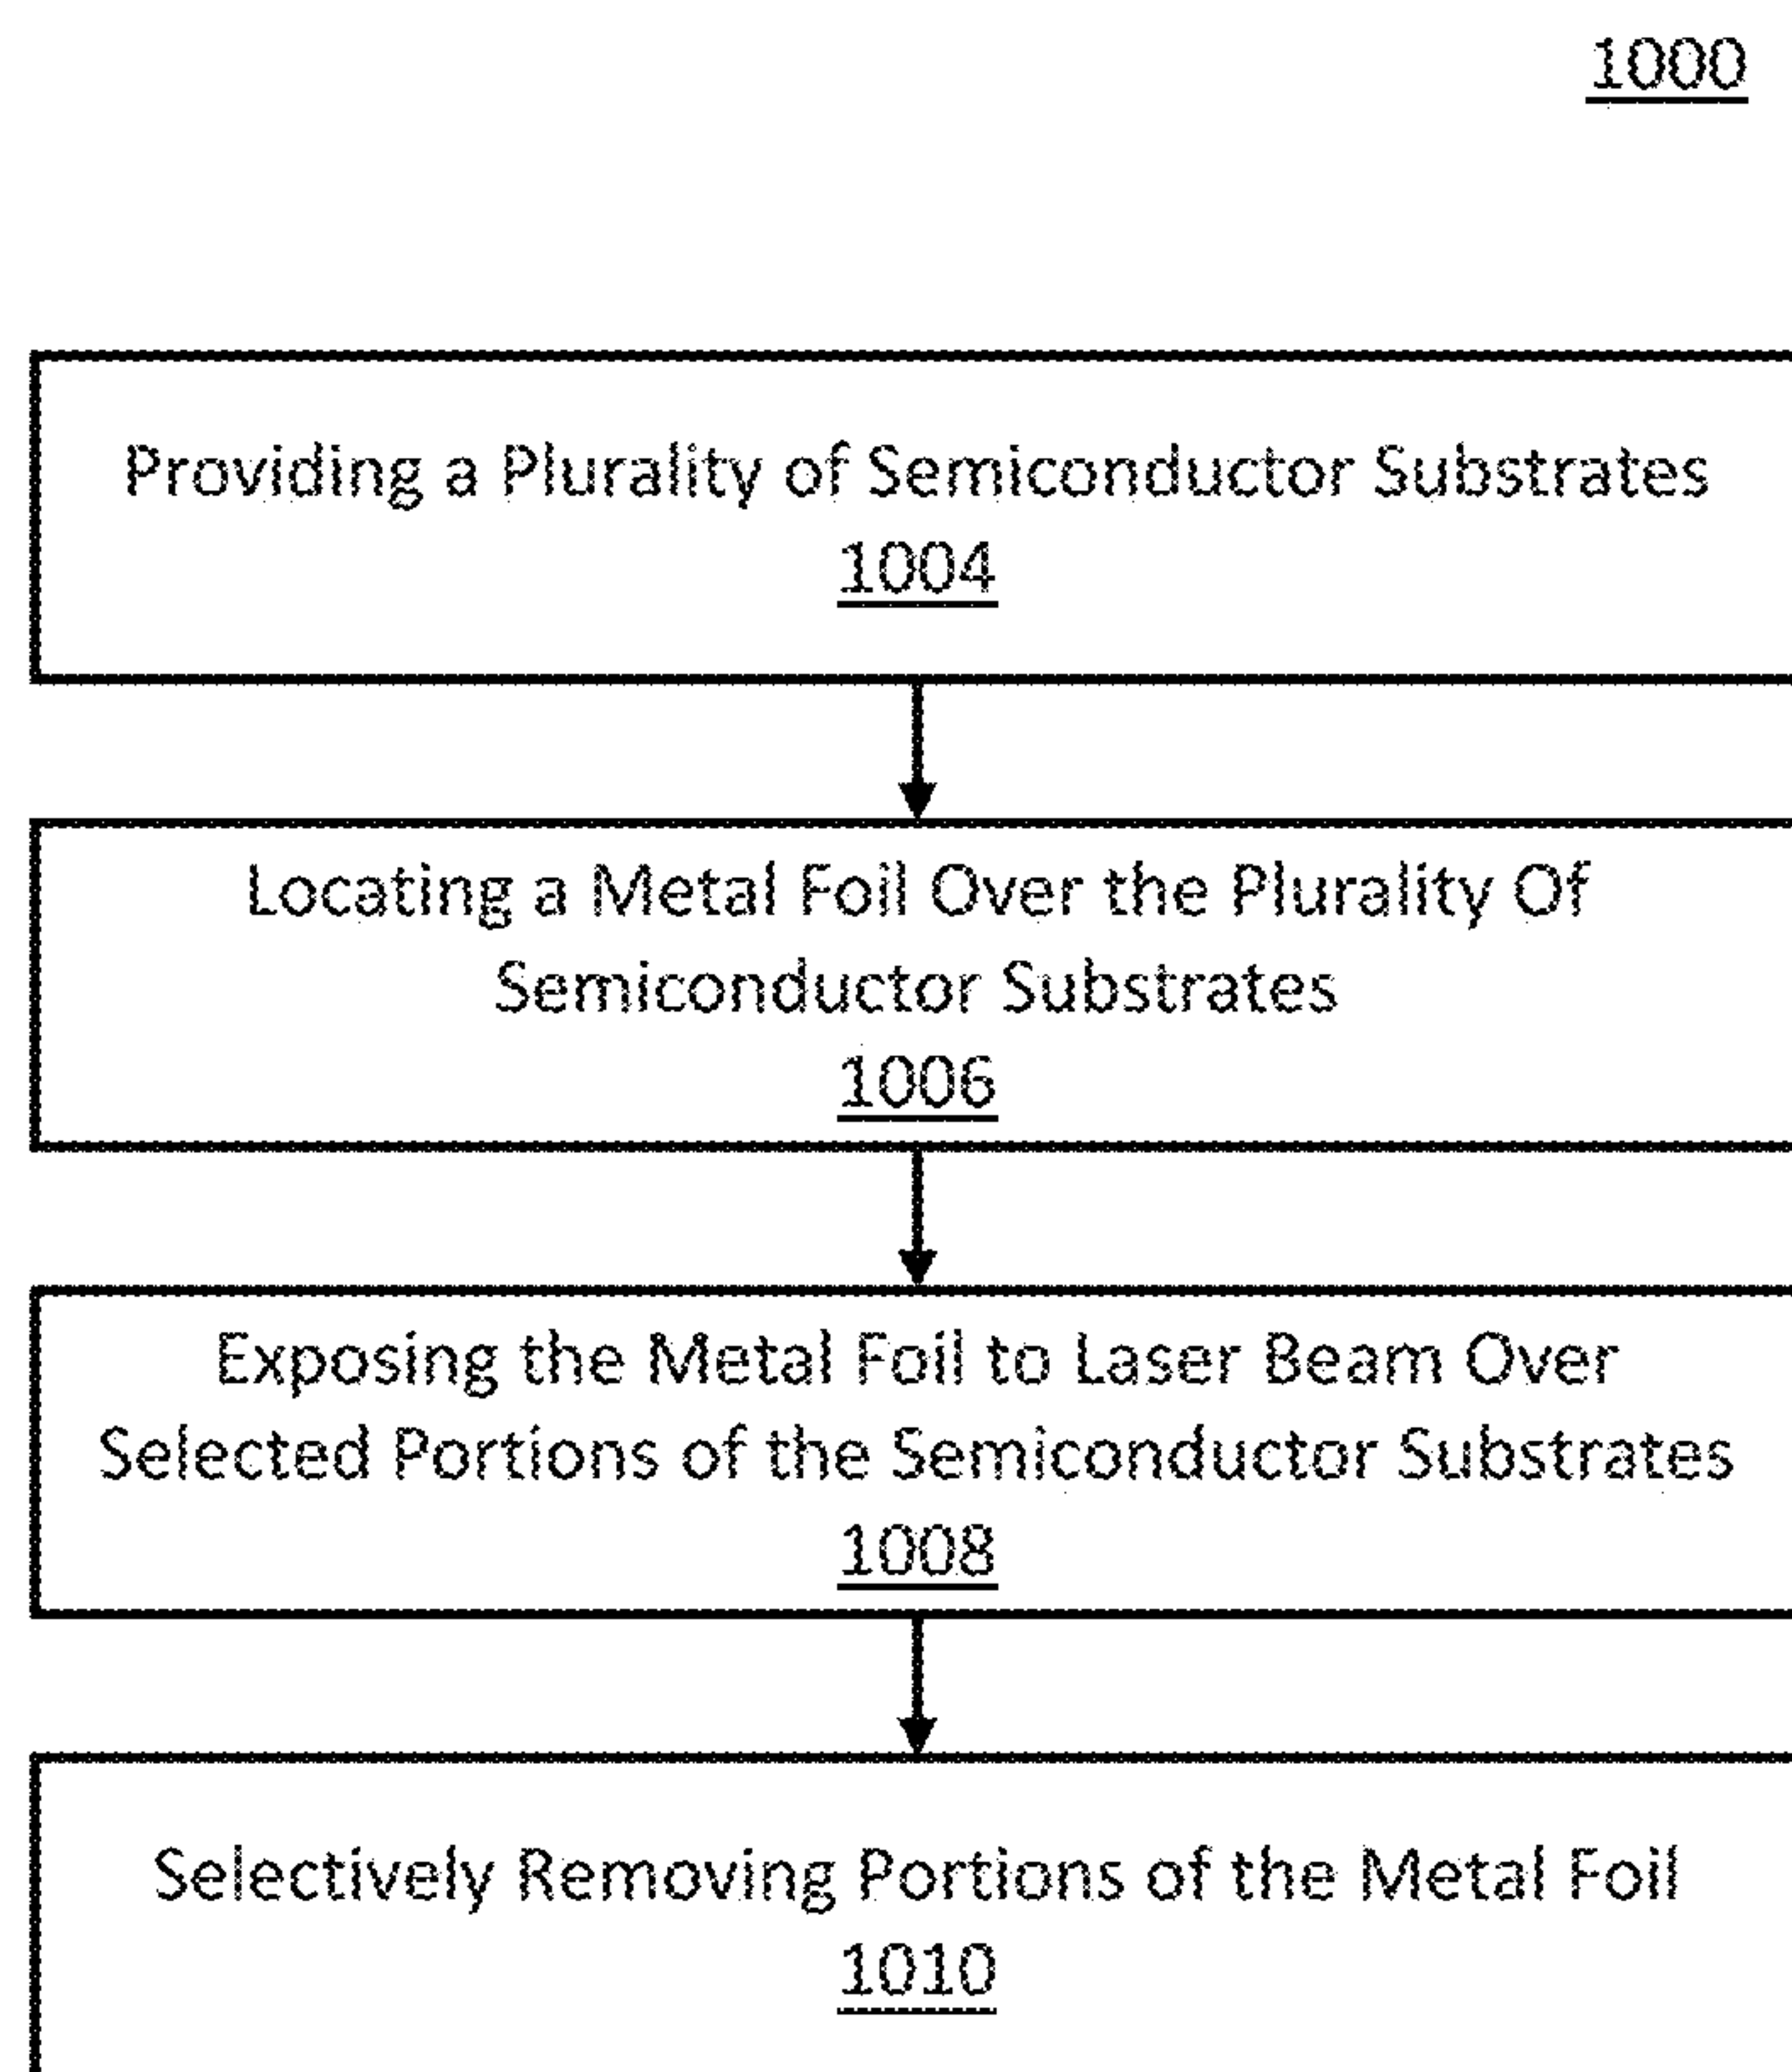 1000
Providing a Plurality of Semiconductor Substrates
1004
Locating a Metal Foil Over the Plurality Of
Semiconductor Substrates
1006
Exposing the Metal Foil to Laser Beam Over
Selected Portions of the Semiconductor Substrates
1008
Selectively Removing Portions of the Metal Foil
1010